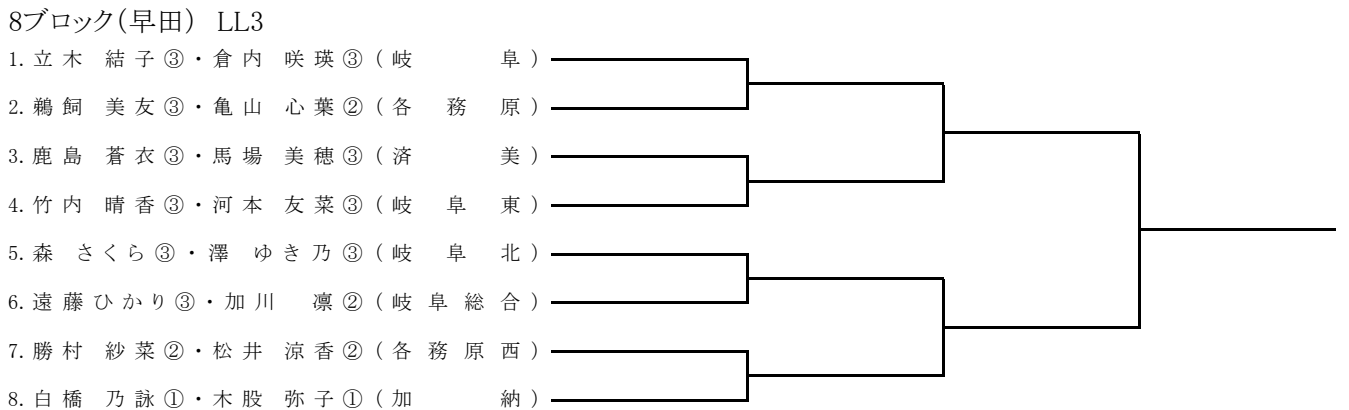 8ブロック(早田) LL3
1. 立木 結子③・倉内 咲瑛③(岐 阜)
2. 鵜飼 美友③・亀山 心葉②(各 務 原)
3. 鹿島 蒼衣③・馬場 美穂③(済 美)
4. 竹内 晴香③・河本 友菜③(岐 阜 東)
5. 森 さくら③・澤 ゆき乃③(岐 阜 北)
6. 遠藤ひかり③・加川 凛②(岐阜総合)
7. 勝村 紗菜②・松井 涼香②(各務原西)
8. 白橋 乃詠①・木股 弥子①(加 納)